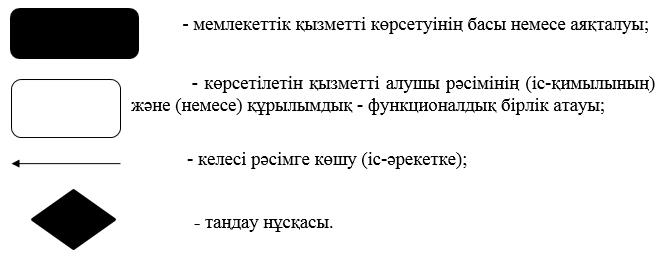 - мемлекеттік қызметті көрсетуінің басы немесе аяқталуы;
- көрсетілетін қызметті алушы рәсімінің (іс-қимылының)
және (немесе) құрылымдық - функционалдық бірлік атауы;
- келесі рәсімге көшу (іс-әрекетке);
- таңдау нұсқасы.